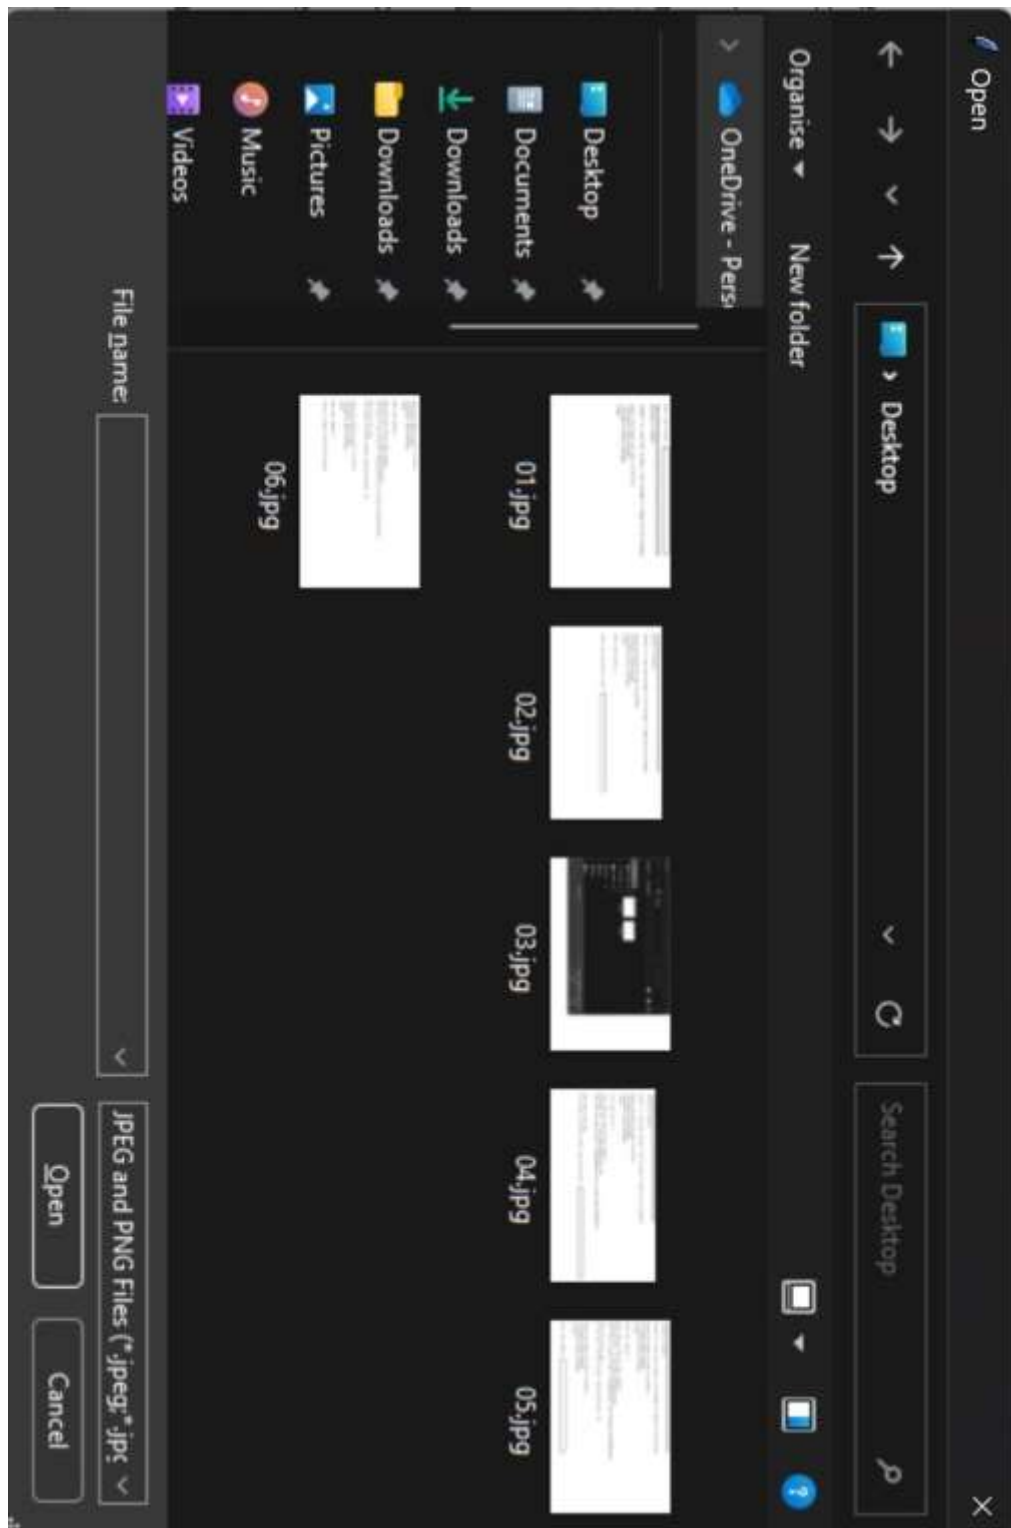 Open
Desktop
Search Desktop
Organise
New folder
OneDrive - Pers
Desktop
Documents
Downloads
Downloads
Pictures
Music
Videos
01.jpg
02.jpg
03.jpg
04.jpg
05.jpg
06.jpg
File name:
JPEG and PNG Files (*.jpeg;*.jp
Open
Cancel